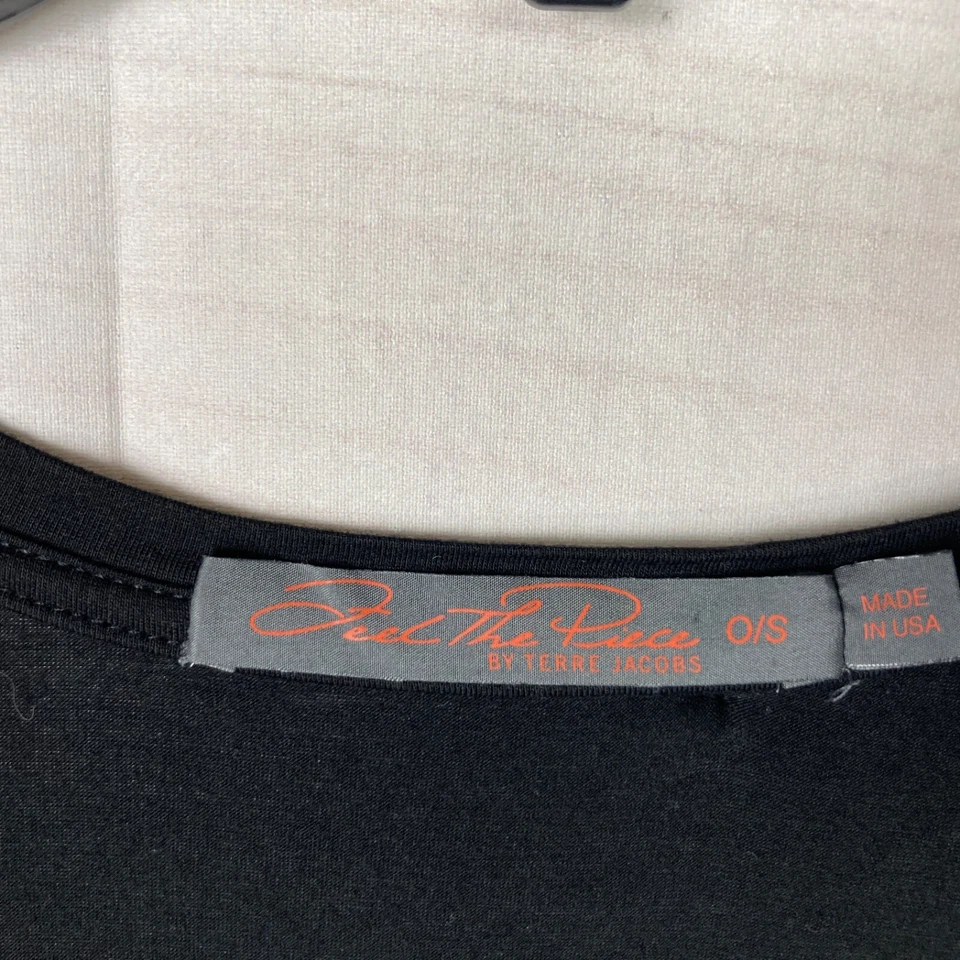 Feel The Piece O/S
BY TERRE JACOBS
MADE
IN USA